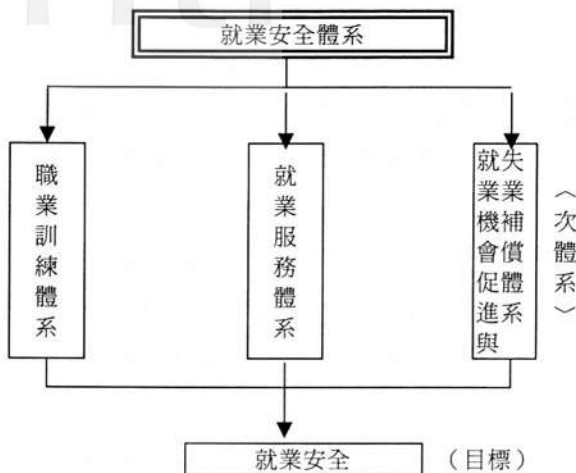 就業安全體系
職業訓練體系
就業服務體系
就業機會促進與
失業補償體系
〈次體系〉
就業安全
（目標）